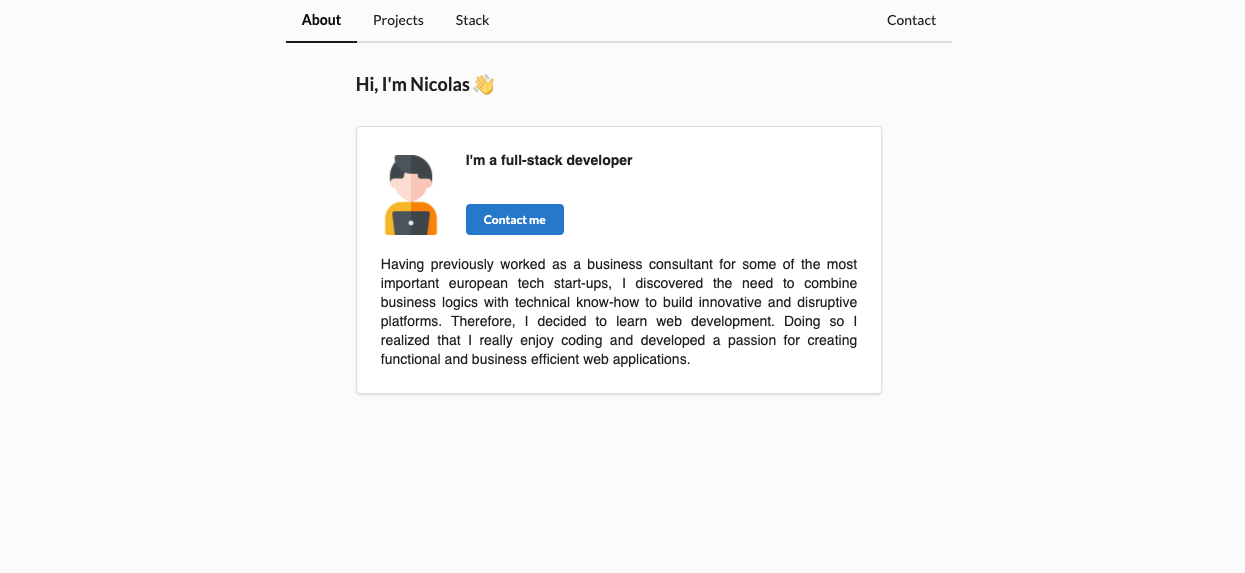 About Projects Stack Contact
Hi, I'm Nicolas 👋
I'm a full-stack developer
Contact me
Having previously worked as a business consultant for some of the most
important european tech start-ups, I discovered the need to combine
business logics with technical know-how to build innovative and disruptive
platforms. Therefore, I decided to learn web development. Doing so I
realized that I really enjoy coding and developed a passion for creating
functional and business efficient web applications.